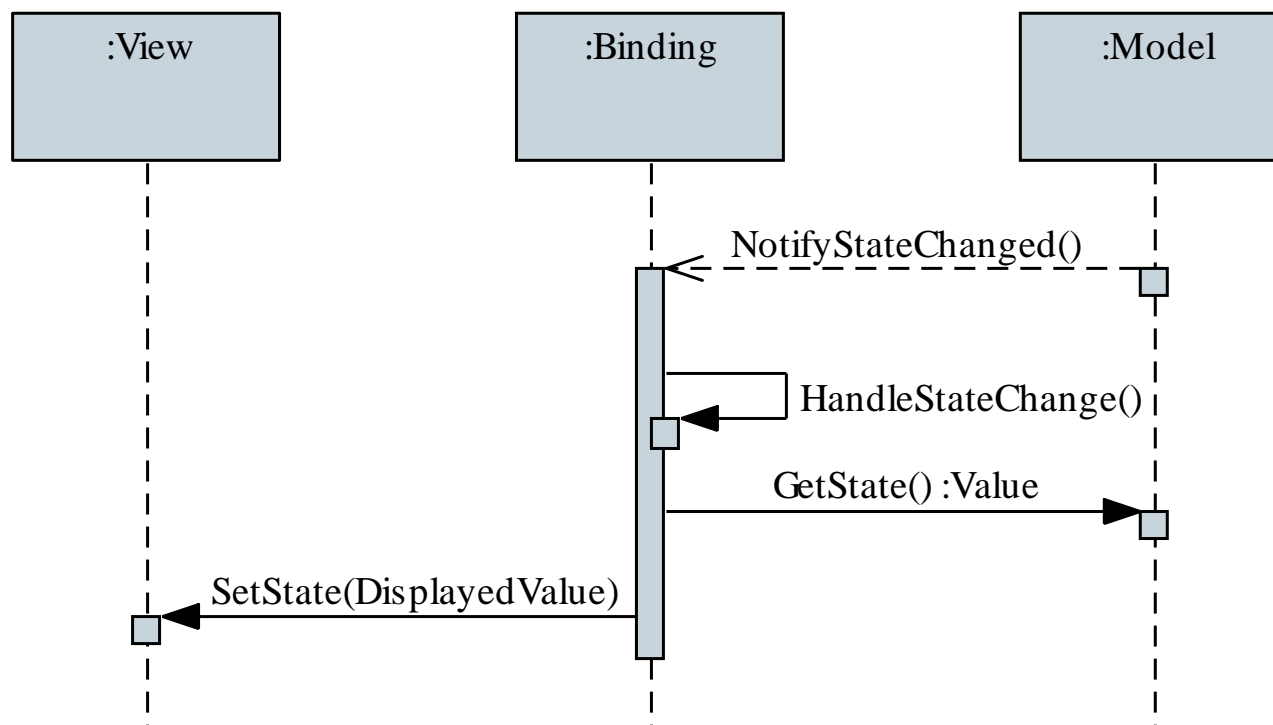 :View
:Binding
:Model
NotifyStateChanged()
HandleStateChange()
GetState() :Value
SetState(DisplayedValue)